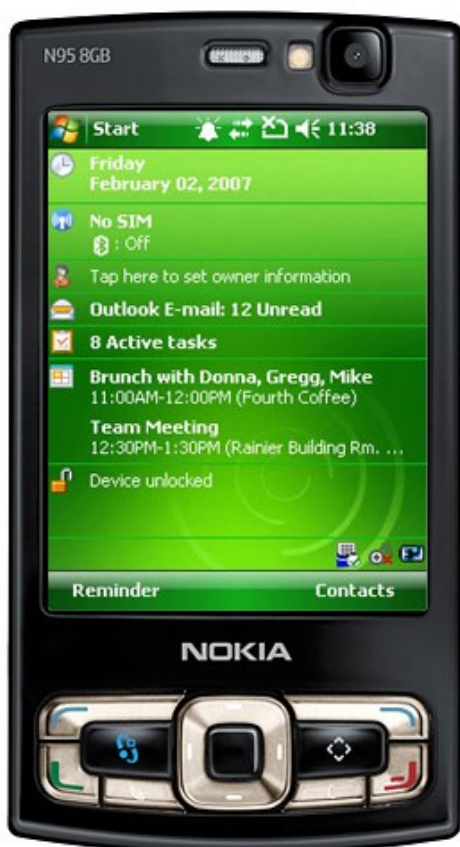 N95 8GB
Start 11:38
Friday
February 02, 2007
No SIM
: Off
Tap here to set owner information
Outlook E-mail: 12 Unread
8 Active tasks
Brunch with Donna, Gregg, Mike
11:00AM-12:00PM (Fourth Coffee)
Team Meeting
12:30PM-1:30PM (Rainier Building Rm. ...
Device unlocked
Reminder Contacts
NOKIA